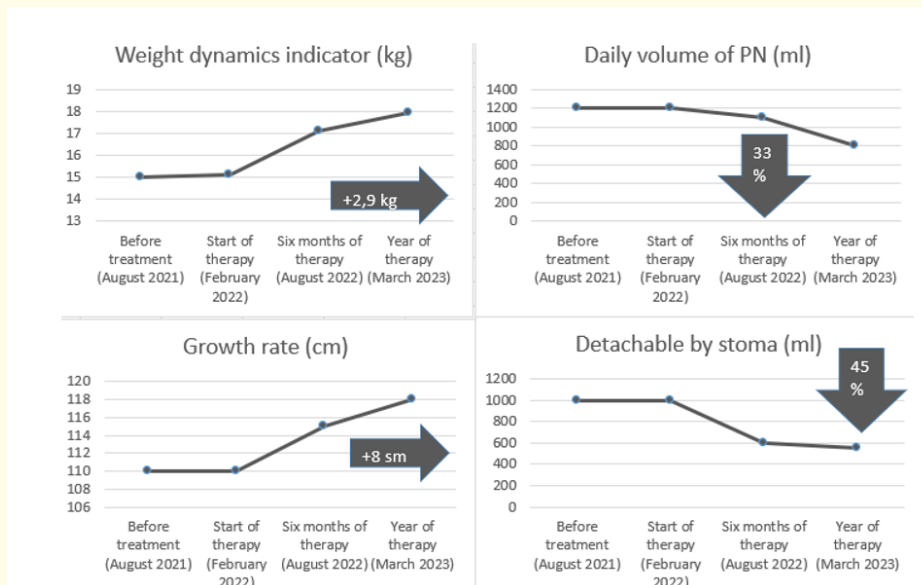 Weight dynamics indicator (kg)
19
18
17
16
15
14
13
+2,9 kg
Before treatment (August 2021)
Start of therapy (February 2022)
Six months of therapy (August 2022)
Year of therapy (March 2023)
Daily volume of PN (ml)
1400
1200
1000
800
600
400
200
0
33
%
Before treatment (August 2021)
Start of therapy (February 2022)
Six months of therapy (August 2022)
Year of therapy (March 2023)
Growth rate (cm)
120
118
116
114
112
110
108
106
+8 sm
Before treatment (August 2021)
Start of therapy (February 2022)
Six months of therapy (August 2022)
Year of therapy (March 2023)
Detachable by stoma (ml)
1200
1000
800
600
400
200
0
45
%
Before treatment (August 2021)
Start of therapy (February 2022)
Six months of therapy (August 2022)
Year of therapy (March 2023)